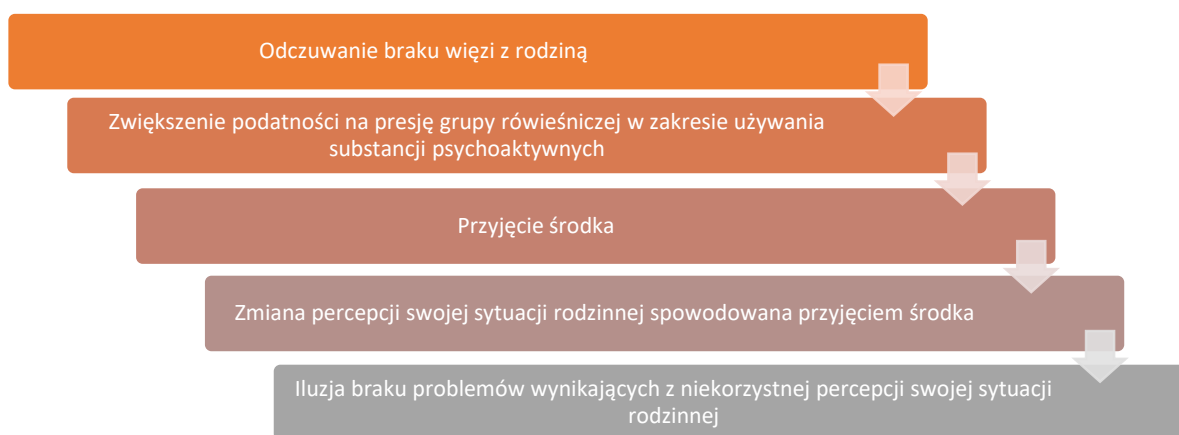 Odczuwanie braku więzi z rodziną
Zwiększenie podatności na presję grupy rówieśniczej w zakresie używania
substancji psychoaktywnych
Przyjęcie środka
Zmiana percepcji swojej sytuacji rodzinnej spowodowana przyjęciem środka
Iluzja braku problemów wynikających z niekorzystnej percepcji swojej sytuacji
rodzinnej